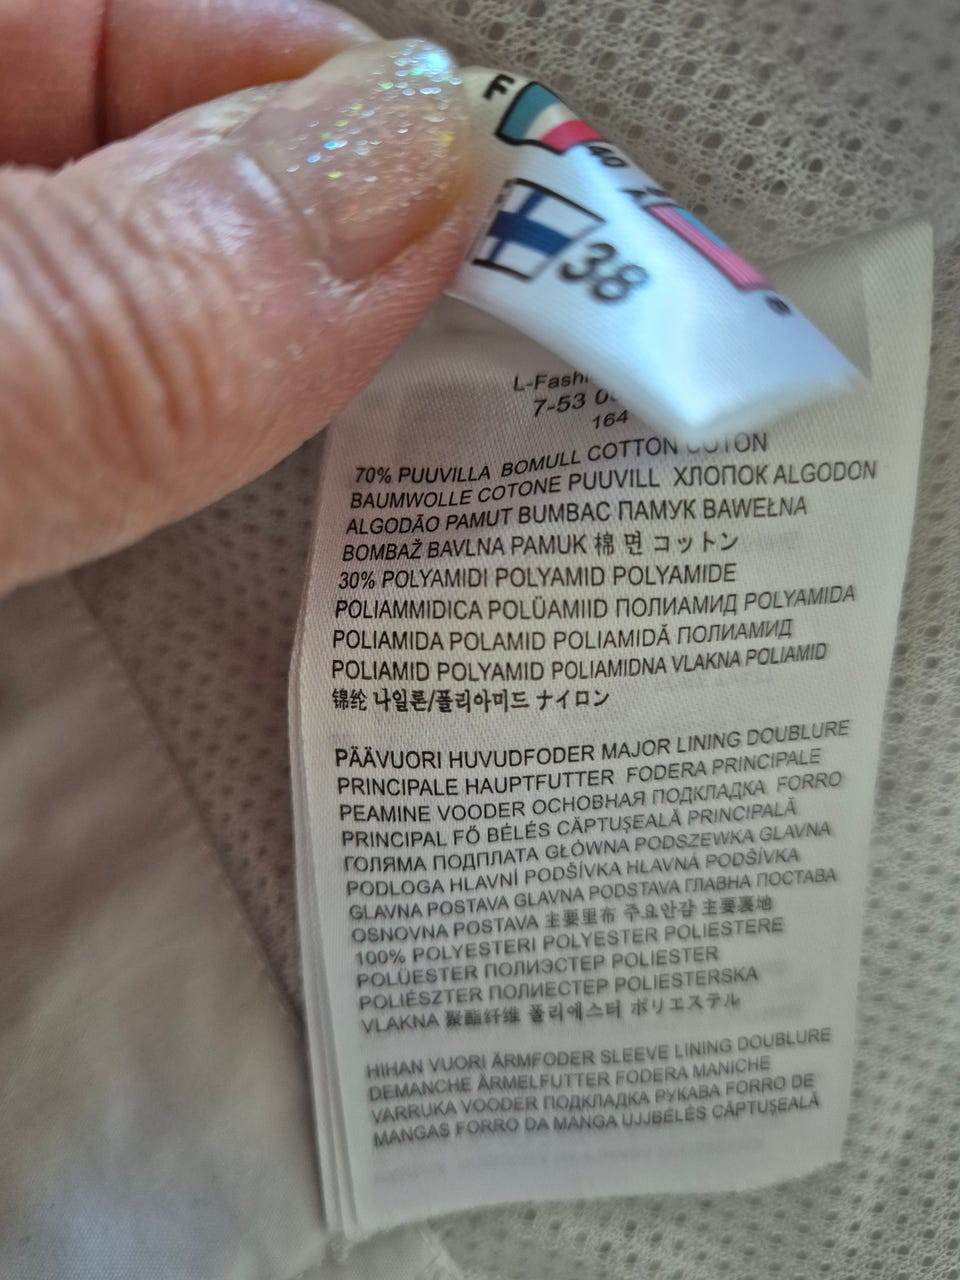 F
40
38
L-Fashi
7-53
164
70% PUUVILLA BOMULL COTTON COTON
BAUMWOLLE COTONE PUUVILL ХЛОПОК ALGODON
ALGODÃO PAMUT BUMBAC ПАМУК BAWEŁNA
BOMBAŽ BAVLNA PAMUK 棉 면 コットン
30% POLYAMIDI POLYAMID POLYAMIDE
POLIAMMIDICA POLÜAMIID ПОЛИАМИД POLYAMIDA
POLIAMIDA POLAMID POLIAMIDĂ ПОЛИАМИД
POLIAMID POLYAMID POLIAMIDNA VLAKNA POLIAMID
锦纶 나일론/폴리아미드 ナイロン
PÄÄVUORI HUVUDFODER MAJOR LINING DOUBLURE
PRINCIPALE HAUPTFUTTER FODERA PRINCIPALE
PEAMINE VOODER ОСНОВНАЯ ПОДКЛАДКА FORRO
PRINCIPAL FŐ BÉLÉS CĂPTUŞEALĂ PRINCIPALĂ
ГОЛЯМА ПОДПЛАТА GŁÓWNA PODSZEWKA GLAVNA
PODLOGA HLAVNÍ PODŠÍVKA HLAVNÁ PODŠÍVKA
GLAVNA POSTAVA GLAVNA PODSTAVA ГЛАВНА ПОСТАВА
OSNOVNA POSTAVA 主要里布 주요안감 主要裏地
100% POLYESTERI POLYESTER POLIESTERE
POLÜESTER ПОЛИЭСТЕР POLIESTER
POLIÉSZTER ПОЛИЕСТЕР POLIESTERSKA
VLAKNA 聚酯纤维 폴리에스터 ポリエステル
HIHAN VUORI ÄRMFODER SLEEVE LINING DOUBLURE
DEMANCHE ÄRMELFUTTER FODERA MANICHE
VARRUKA VOODER ПОДКЛАДКА РУКАВА FORRO DE
MANGAS FORRO DA MANGA UJJBÉLÉS CĂPTUŞEALĂ